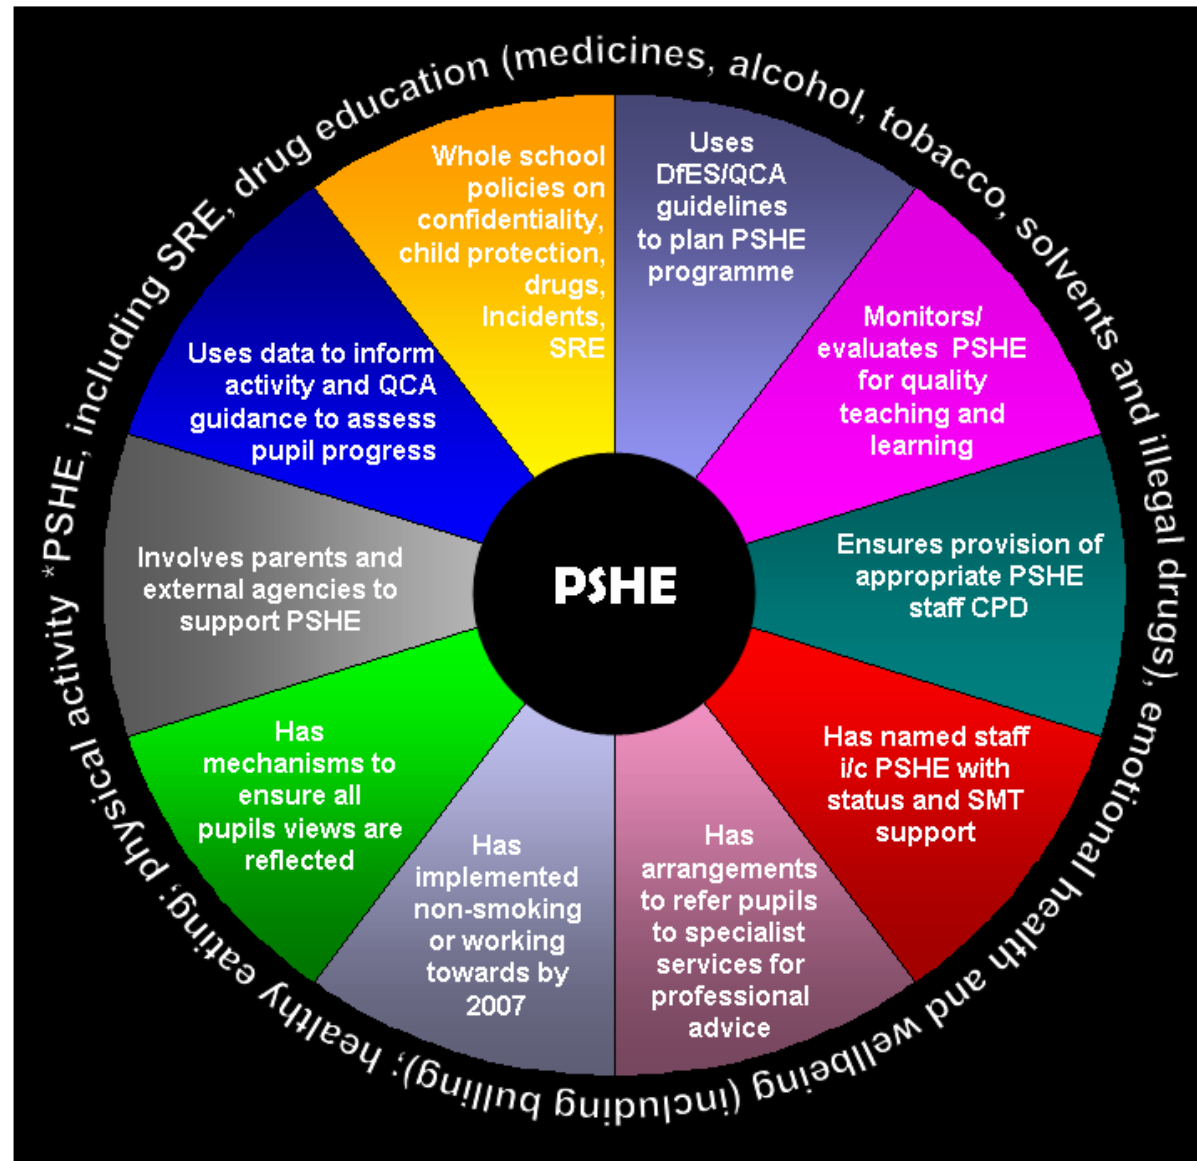 *PSHE, including SRE, drug education (medicines, alcohol, tobacco, solvents and illegal drugs), emotional health and wellbeing (including bulling); healthy eating; physical activity
Uses
DfES/QCA
guidelines
to plan PSHE
programme
Monitors/
evaluates PSHE
for quality
teaching and
learning
Ensures provision of
appropriate PSHE
staff CPD
Has named staff
i/c PSHE with
status and SMT
support
Has
arrangements
to refer pupils
to specialist
services for
professional
advice
Has
implemented
non-smoking
or working
towards by
2007
Has
mechanisms to
ensure all
pupils views are
reflected
Involves parents and
external agencies to
support PSHE
Uses data to inform
activity and QCA
guidance to assess
pupil progress
Whole school
policies on
confidentiality,
child protection,
drugs,
Incidents,
SRE
PSHE